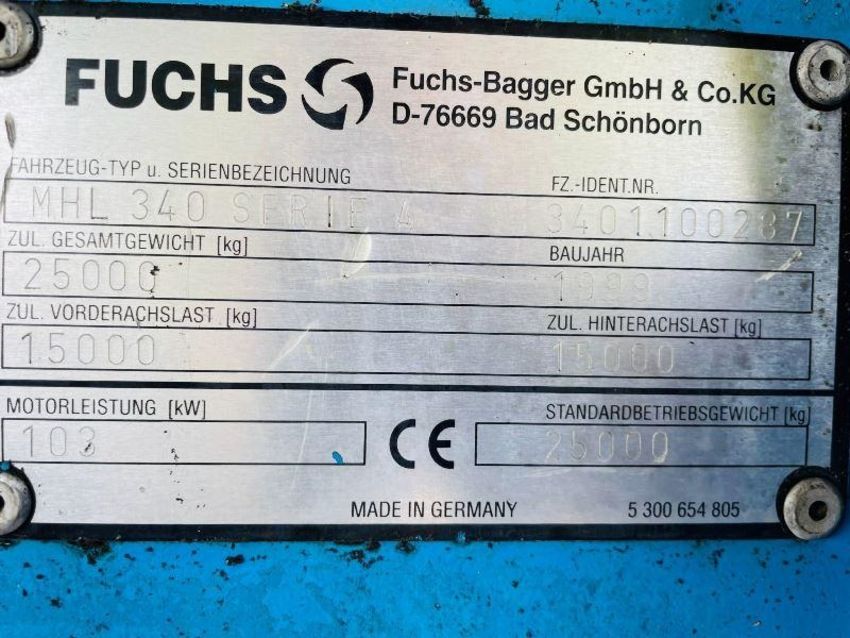 FUCHS
Fuchs-Bagger GmbH & Co.KG
D-76669 Bad Schönborn
FAHRZEUG-TYP u. SERIENBEZEICHNUNG FZ.-IDENT.NR.
MHL 340 SERIE 4 3401100287
ZUL. GESAMTGEWICHT [kg] BAUJAHR
25000 1999
ZUL. VORDERACHSLAST [kg] ZUL. HINTERACHSLAST [kg]
15000 15000
MOTORLEISTUNG [kW] STANDARDBETRIEBSGEWICHT [kg]
103 CE 25000
MADE IN GERMANY 5 300 654 805